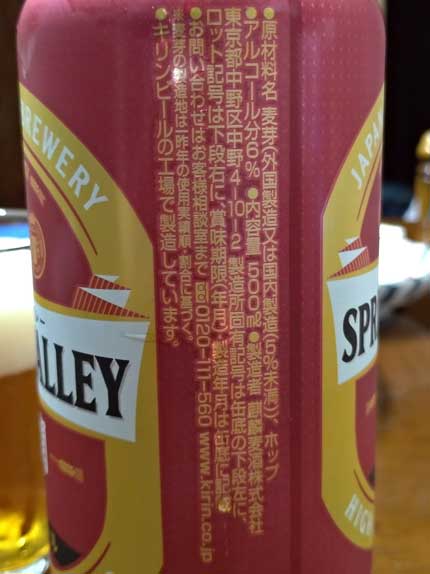 ●原材料名 麦芽(外国製造又は国内製造(5%未満))、ホップ
●アルコール分6% ●内容量 500ml ●製造者 麒麟麦酒株式会社
東京都中野区中野4-10-2 製造所固有記号は缶底の下段左に、
ロット記号は下段右に、賞味期限(年月)・製造年月は缶底に記載
●お問い合わせはお客様相談室まで 0120-111-560 www.kirin.co.jp
※麦芽の製造地は一昨年の使用実績順、割合に基づく。
●キリンビールの工場で製造しています。
BREWERY
ALLEY
JAPAN
SPR
HIGH